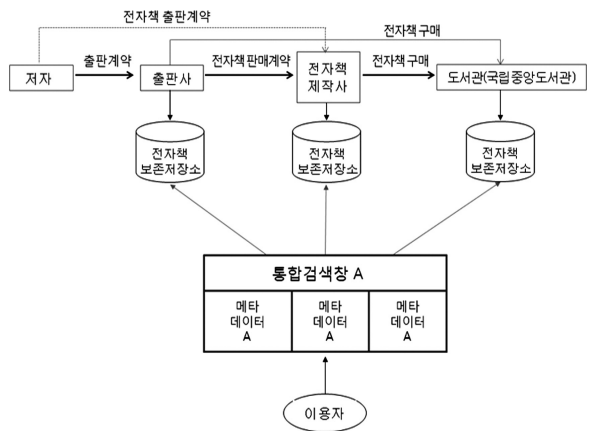 전자책 출판계약
전자책 구매
출판계약
전자책 판매계약
전자책 구매
저자
출판사
전자책
제작사
도서관(국립중앙도서관)
전자책
보존저장소
전자책
보존저장소
전자책
보존저장소
통합검색창 A
메타
데이터
A
메타
데이터
A
메타
데이터
A
이용자